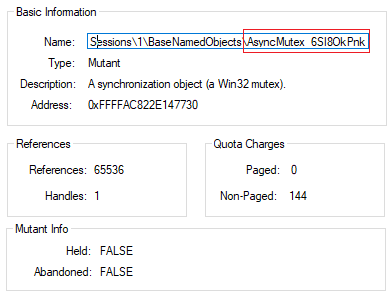 Basic Information
Name: Sessions\1\BaseNamedObjects\AsyncMutex_6SI8OkPnk
Type: Mutant
Description: A synchronization object (a Win32 mutex).
Address: 0xFFFFAC822E147730
References
References: 65536
Handles: 1
Quota Charges
Paged: 0
Non-Paged: 144
Mutant Info
Held: FALSE
Abandoned: FALSE